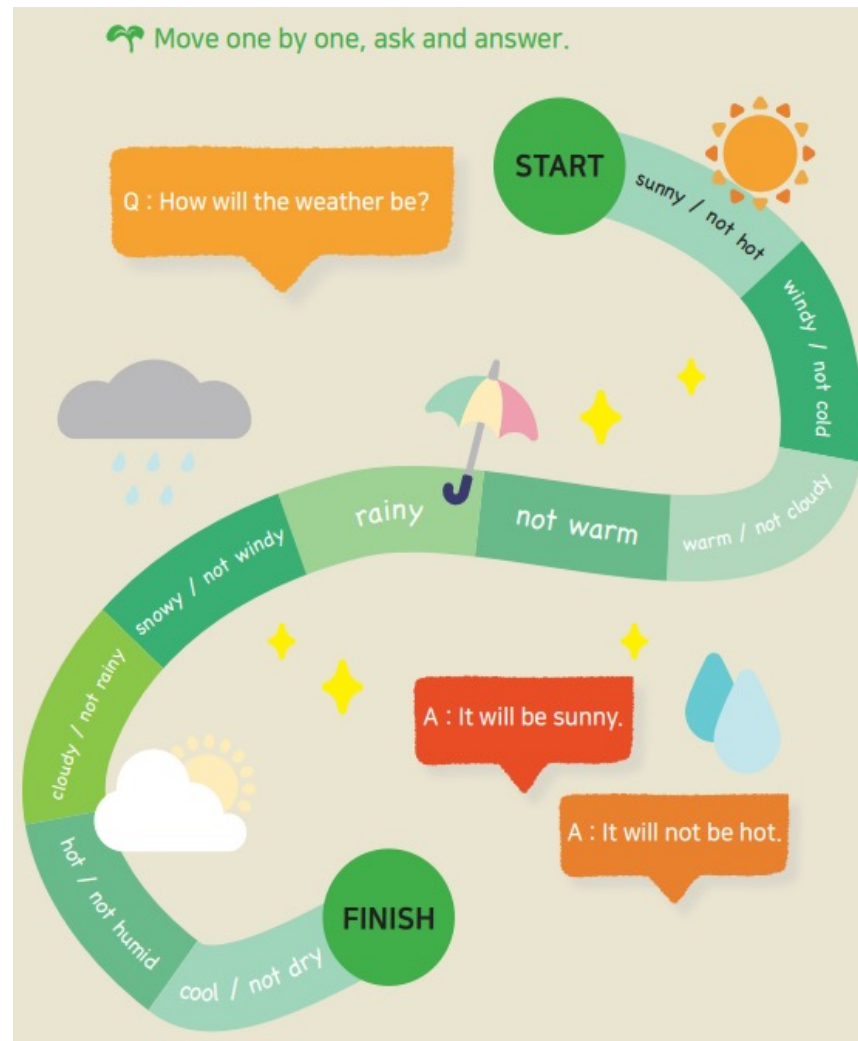 Move one by one, ask and answer.
START
sunny / not hot
Q : How will the weather be?
windy / not cold
warm / not cloudy
not warm
rainy
snowy / not windy
cloudy / not rainy
A : It will be sunny.
A : It will not be hot.
hot / not humid
cool / not dry
FINISH